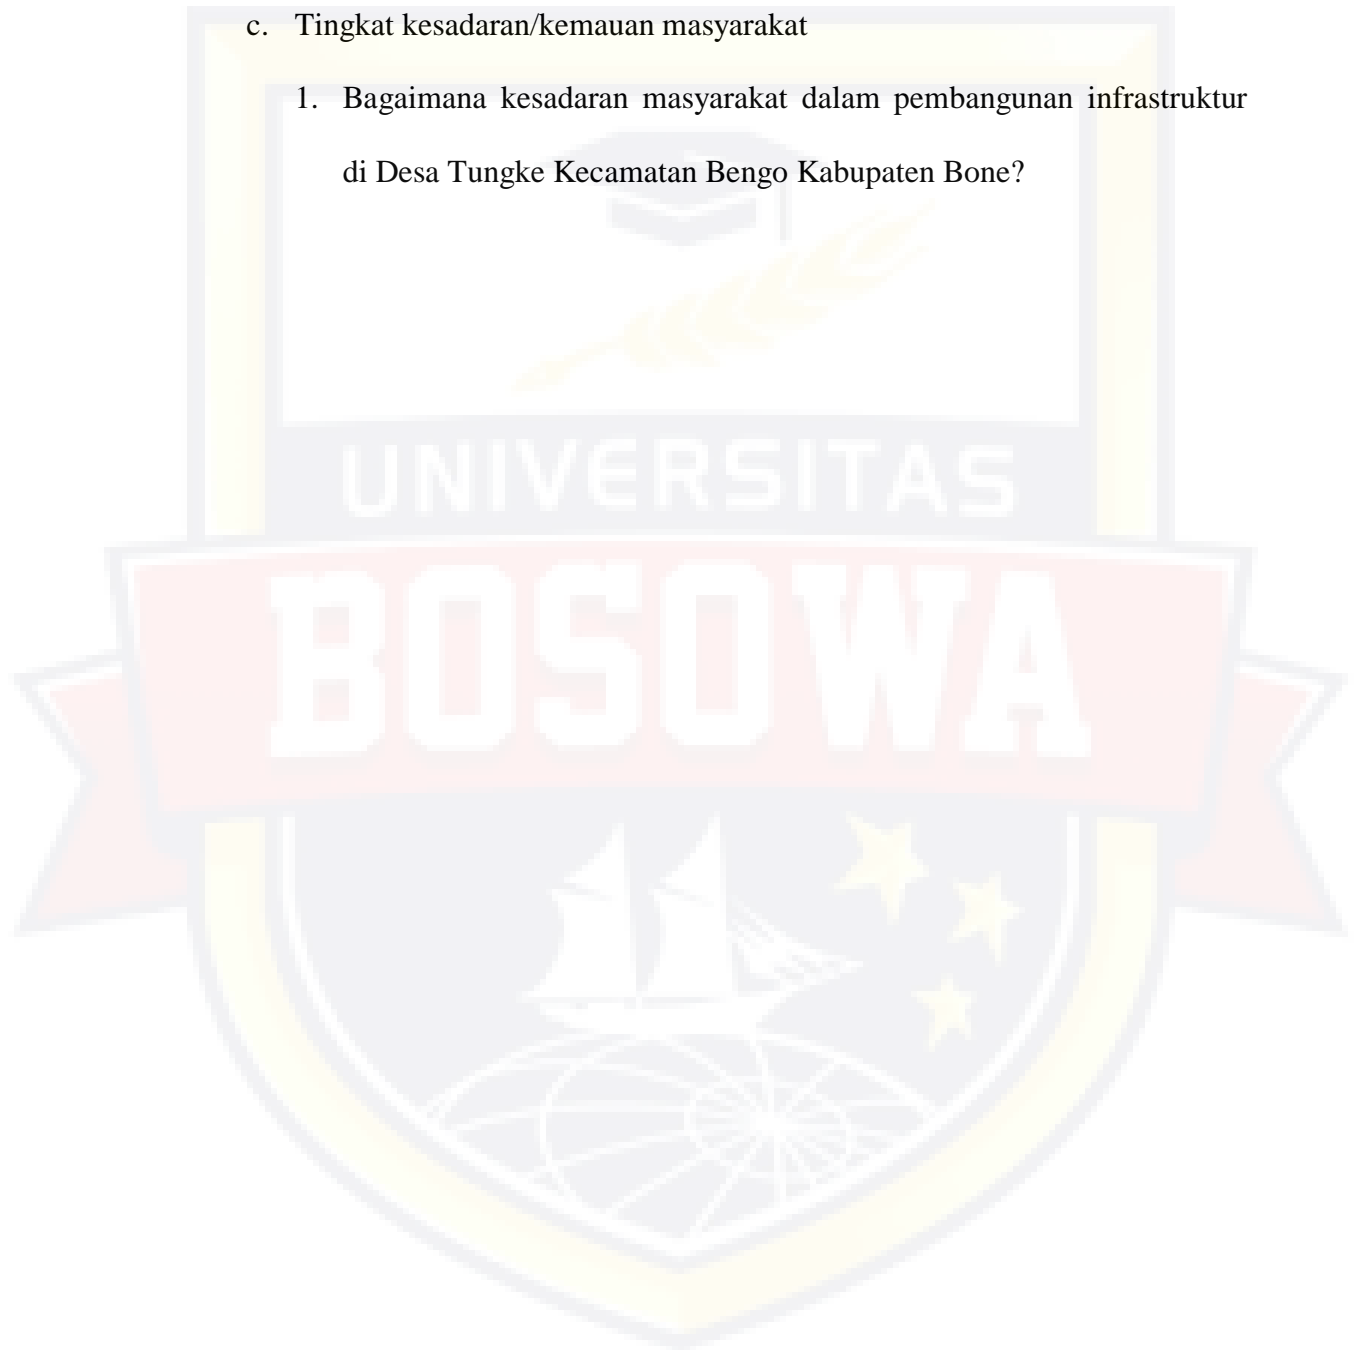 c. Tingkat kesadaran/kemauan masyarakat
1. Bagaimana kesadaran masyarakat dalam pembangunan infrastruktur
di Desa Tungke Kecamatan Bengo Kabupaten Bone?
UNIVERSITAS
BOSOWA